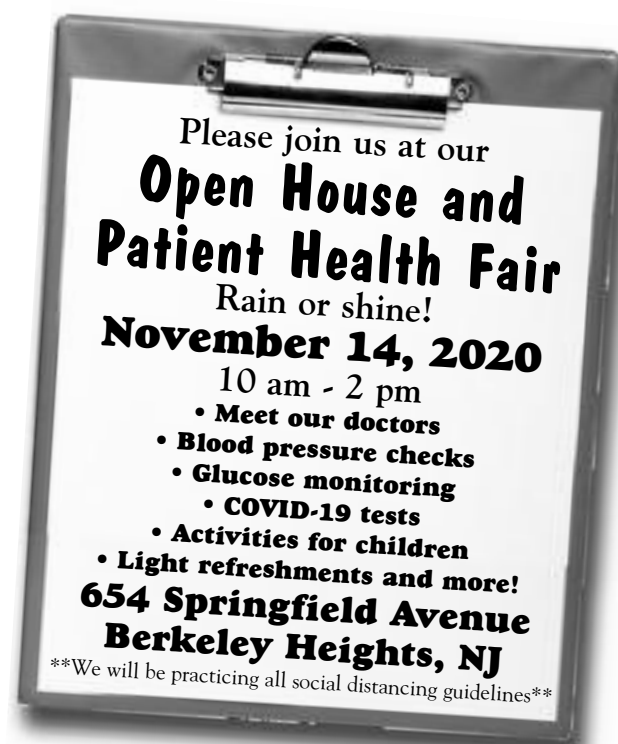 Please join us at our
Open House and
Patient Health Fair
Rain or shine!
November 14, 2020
10 am - 2 pm
• Meet our doctors
• Blood pressure checks
• Glucose monitoring
• COVID-19 tests
• Activities for children
• Light refreshments and more!
654 Springfield Avenue
Berkeley Heights, NJ
**We will be practicing all social distancing guidelines**